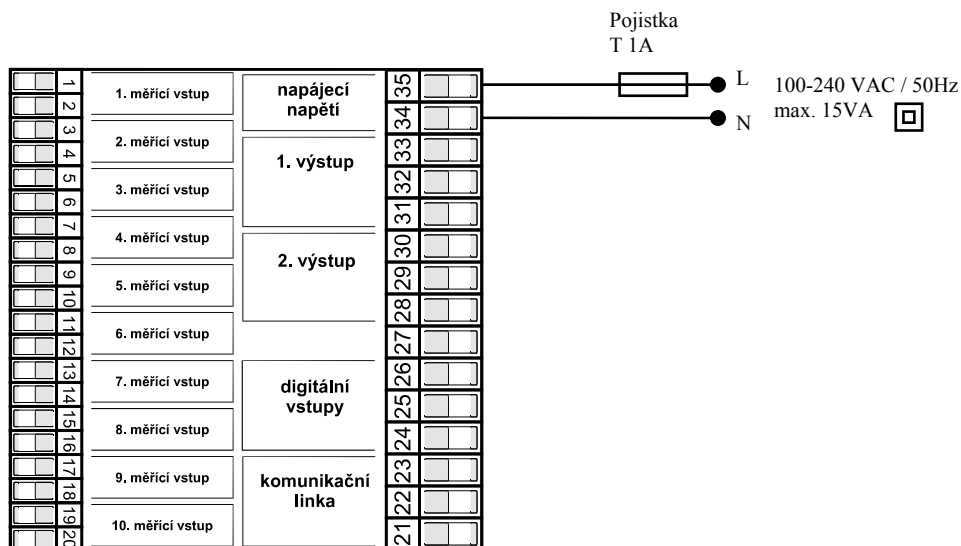 Pojistka
T 1A
L
100-240 VAC / 50Hz
N
max. 15VA
1
2
3
4
5
6
7
8
9
10
11
12
13
14
15
16
17
18
19
20
1. měřící vstup
2. měřící vstup
3. měřící vstup
4. měřící vstup
5. měřící vstup
6. měřící vstup
7. měřící vstup
8. měřící vstup
9. měřící vstup
10. měřící vstup
napájecí
napětí
1. výstup
2. výstup
digitální
vstupy
komunikační
linka
35
34
33
32
31
30
29
28
27
26
25
24
23
22
21